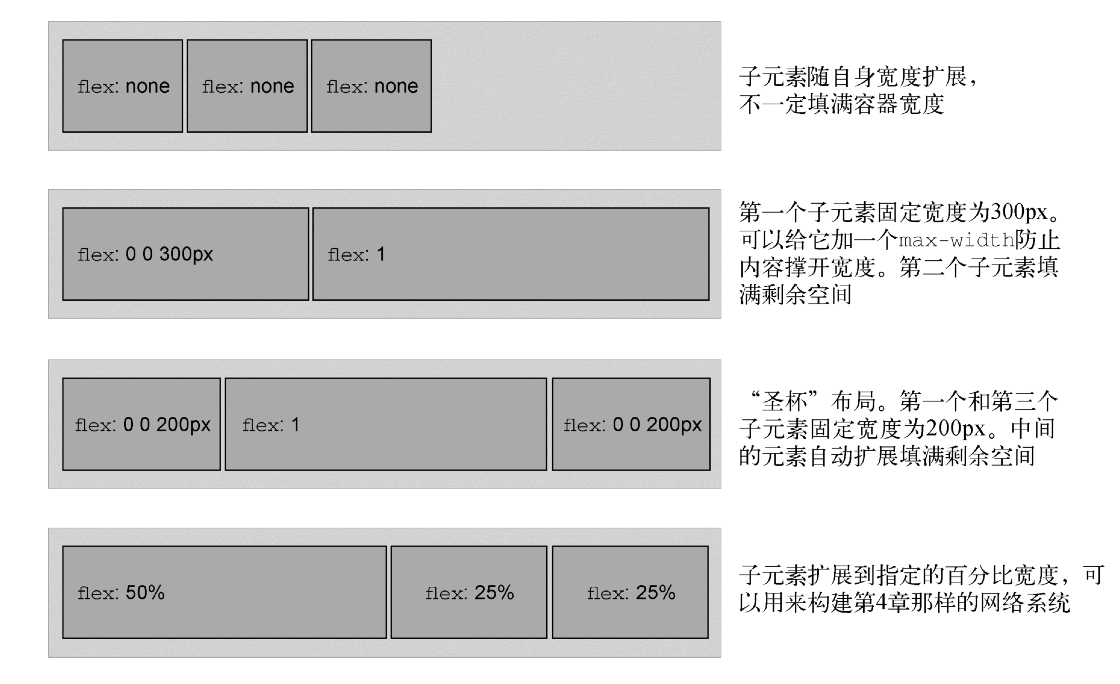 flex: none flex: none flex: none
子元素随自身宽度扩展，
不一定填满容器宽度
flex: 0 0 300px flex: 1
第一个子元素固定宽度为300px。
可以给它加一个max-width防止
内容撑开宽度。第二个子元素填
满剩余空间
flex: 0 0 200px flex: 1 flex: 0 0 200px
“圣杯”布局。第一个和第三个
子元素固定宽度为200px。中间
的元素自动扩展填满剩余空间
flex: 50% flex: 25% flex: 25%
子元素扩展到指定的百分比宽度，可
以用来构建第4章那样的网络系统